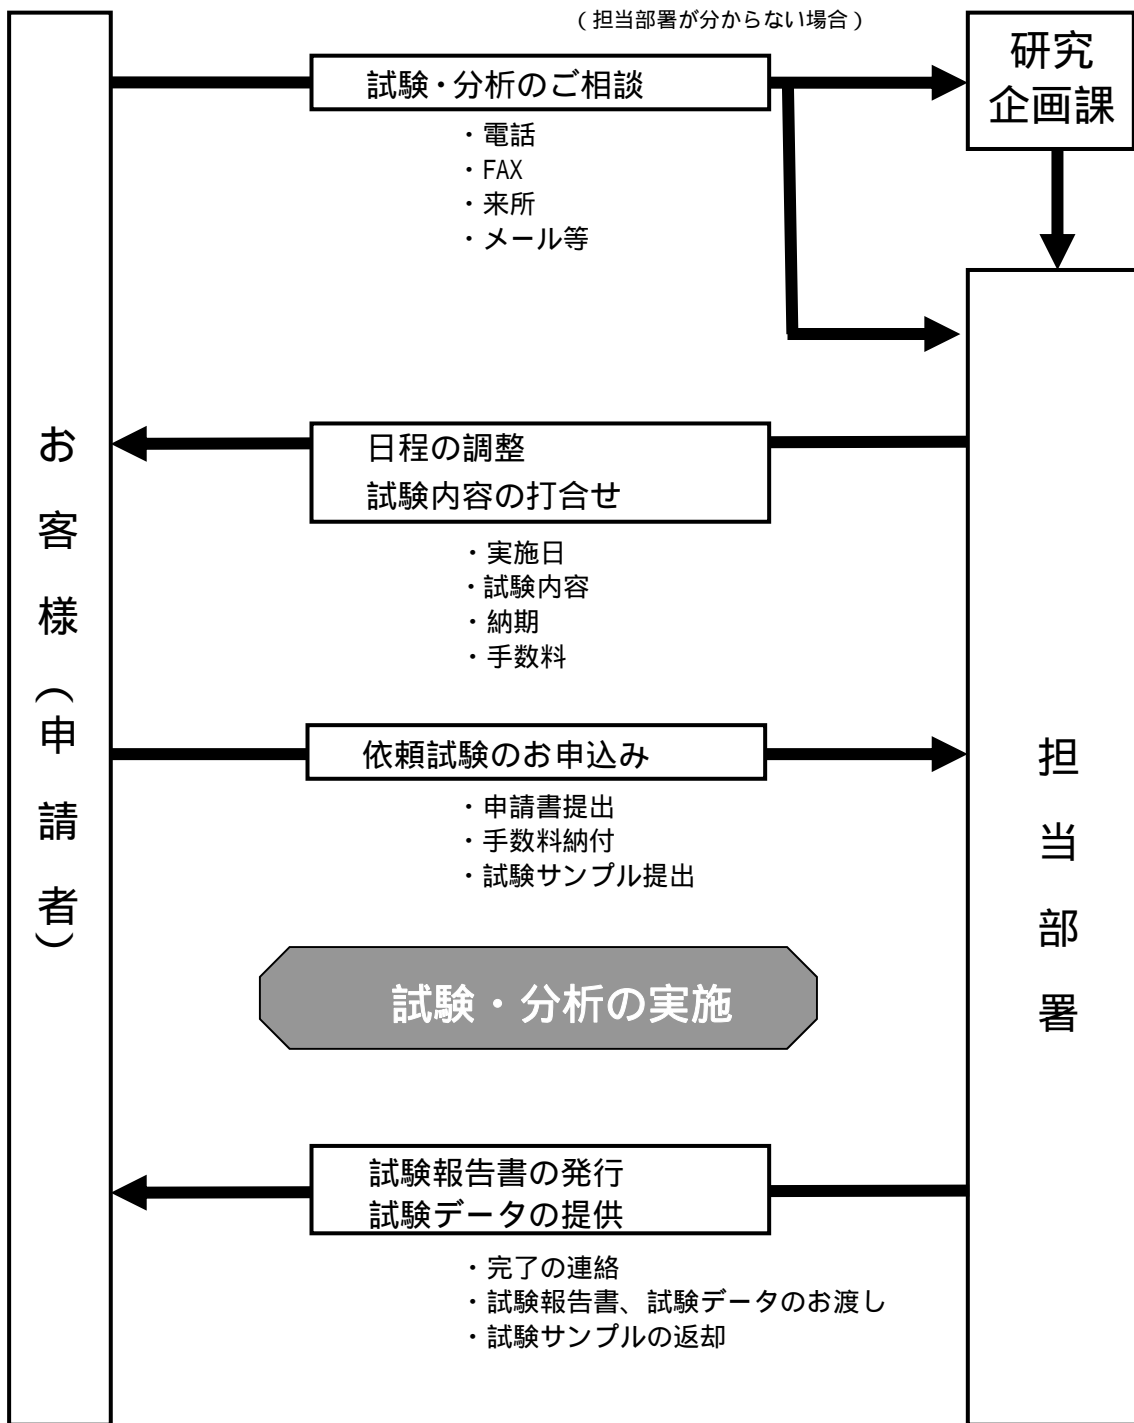 （担当部署が分からない場合）
研究
企画課
試験・分析のご相談
・電話
・FAX
・来所
・メール等
お客様（申請者）
日程の調整
試験内容の打合せ
・実施日
・試験内容
・納期
・手数料
依頼試験のお申込み
・申請書提出
・手数料納付
・試験サンプル提出
担当部署
試験・分析の実施
試験報告書の発行
試験データの提供
・完了の連絡
・試験報告書、試験データのお渡し
・試験サンプルの返却